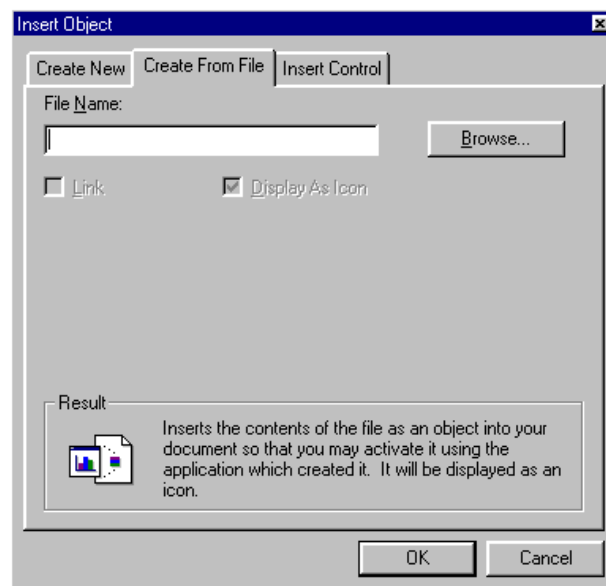 Insert Object
Create New Create From File Insert Control
File Name:
Browse...
Link Display As Icon
Result
Inserts the contents of the file as an object into your
document so that you may activate it using the
application which created it. It will be displayed as an
icon.
OK Cancel